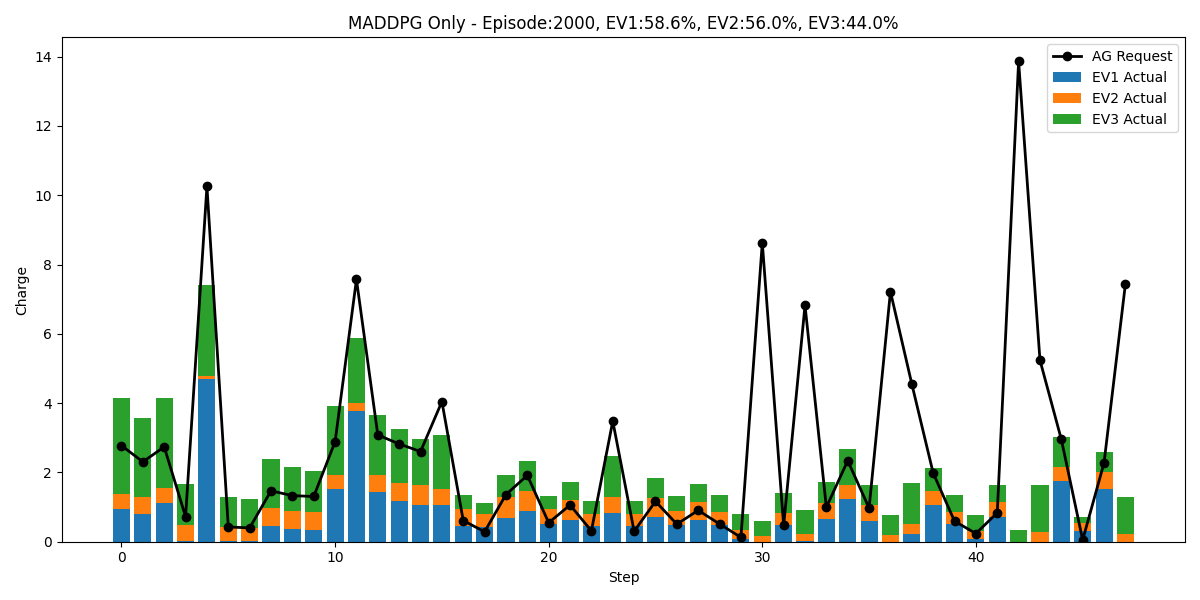 MADDPG Only - Episode:2000, EV1:58.6%, EV2:56.0%, EV3:44.0%
14
12
10
8
6
4
2
0
Charge
AG Request
EV1 Actual
EV2 Actual
EV3 Actual
0 10 20 30 40
Step